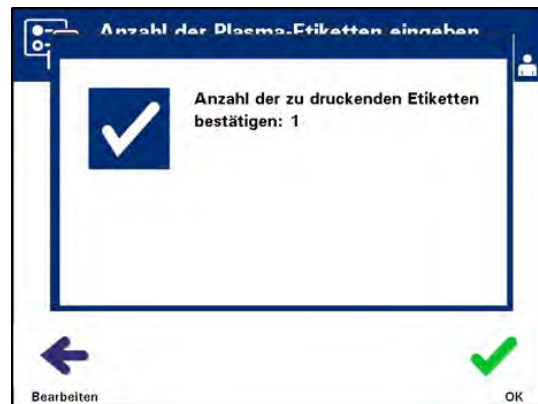 Anzahl der Plasma-Etiketten eingeben
Anzahl der zu druckenden Etiketten
bestätigen: 1
Bearbeiten
OK